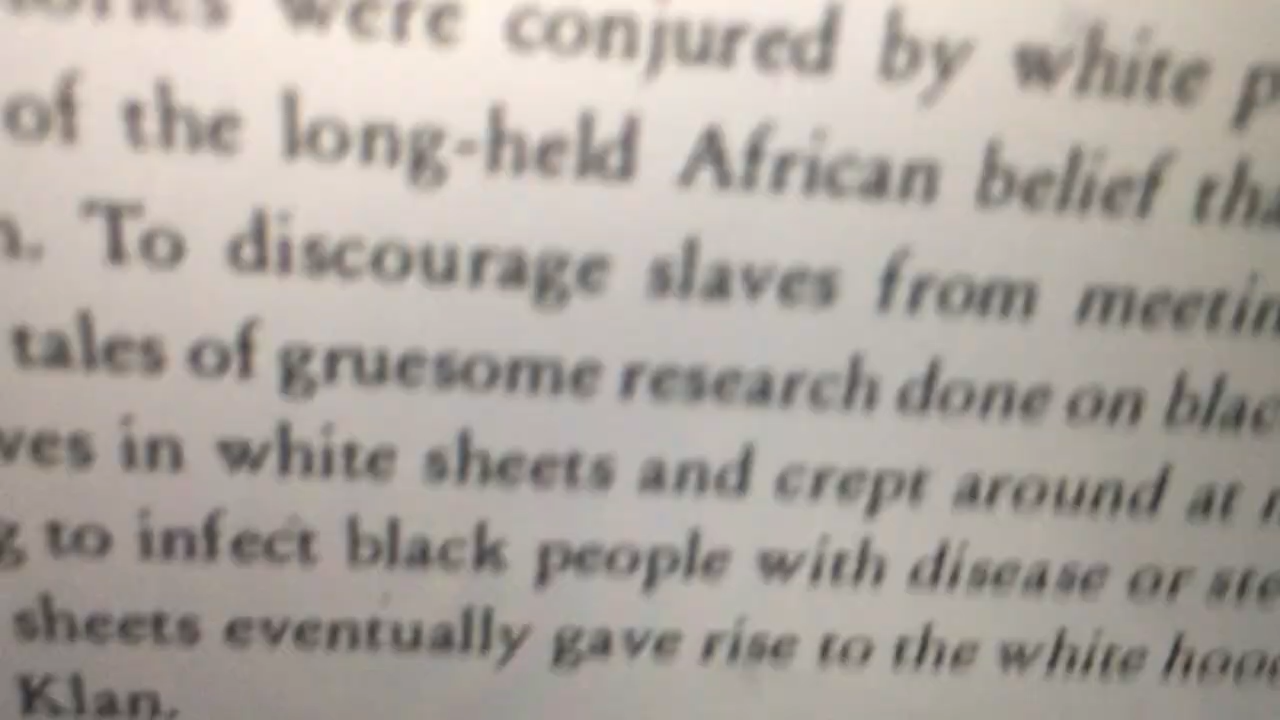 were conjured by white
of the long-held African belief
To discourage slaves from
tales of gruesome research done on
in white sheets and crept around at
to infect black people with disease or
sheets eventually gave rise to the white
Klan.